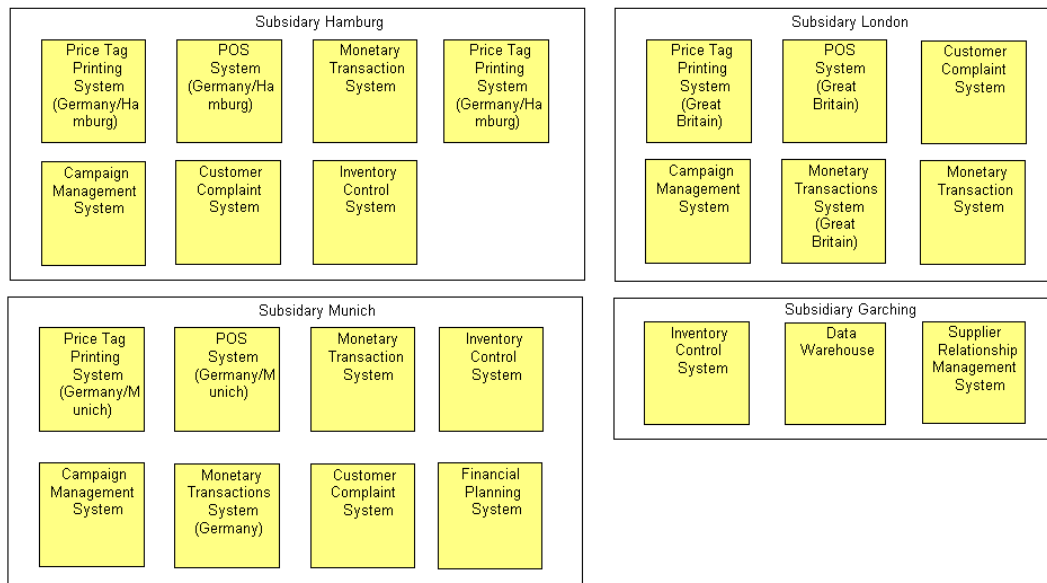 Subsidary Hamburg
Price Tag
Printing
System
(Germany/Ha
mburg)
POS
System
(Germany/Ha
mburg)
Monetary
Transaction
System
Price Tag
Printing
System
(Germany/Ha
mburg)
Campaign
Management
System
Customer
Complaint
System
Inventory
Control
System
Subsidary London
Price Tag
Printing
System
(Great
Britain)
POS
System
(Great
Britain)
Customer
Complaint
System
Campaign
Management
System
Monetary
Transactions
System
(Great
Britain)
Monetary
Transaction
System
Subsidary Munich
Price Tag
Printing
System
(Germany/M
unich)
POS
System
(Germany/M
unich)
Monetary
Transaction
System
Inventory
Control
System
Campaign
Management
System
Monetary
Transactions
System
(Germany)
Customer
Complaint
System
Financial
Planning
System
Subsidiary Garching
Inventory
Control
System
Data
Warehouse
Supplier
Relationship
Management
System